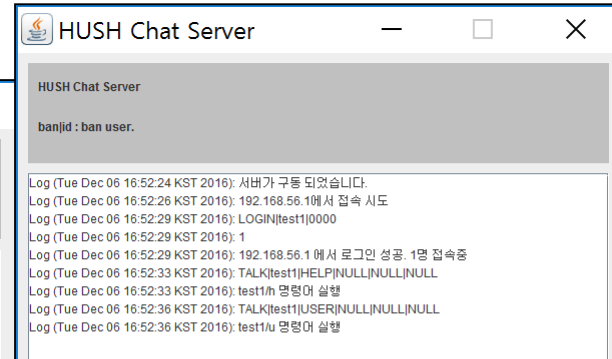 HUSH Chat Server
HUSH Chat Server
ban|id : ban user.
Log (Tue Dec 06 16:52:24 KST 2016): 서버가 구동 되었습니다.
Log (Tue Dec 06 16:52:26 KST 2016): 192.168.56.1에서 접속 시도
Log (Tue Dec 06 16:52:29 KST 2016): LOGIN|test1|0000
Log (Tue Dec 06 16:52:29 KST 2016): 1
Log (Tue Dec 06 16:52:29 KST 2016): 192.168.56.1 에서 로그인 성공. 1명 접속중
Log (Tue Dec 06 16:52:33 KST 2016): TALK|test1|HELP|NULL|NULL|NULL
Log (Tue Dec 06 16:52:33 KST 2016): test1/h 명령어 실행
Log (Tue Dec 06 16:52:36 KST 2016): TALK|test1|USER|NULL|NULL|NULL
Log (Tue Dec 06 16:52:36 KST 2016): test1/u 명령어 실행